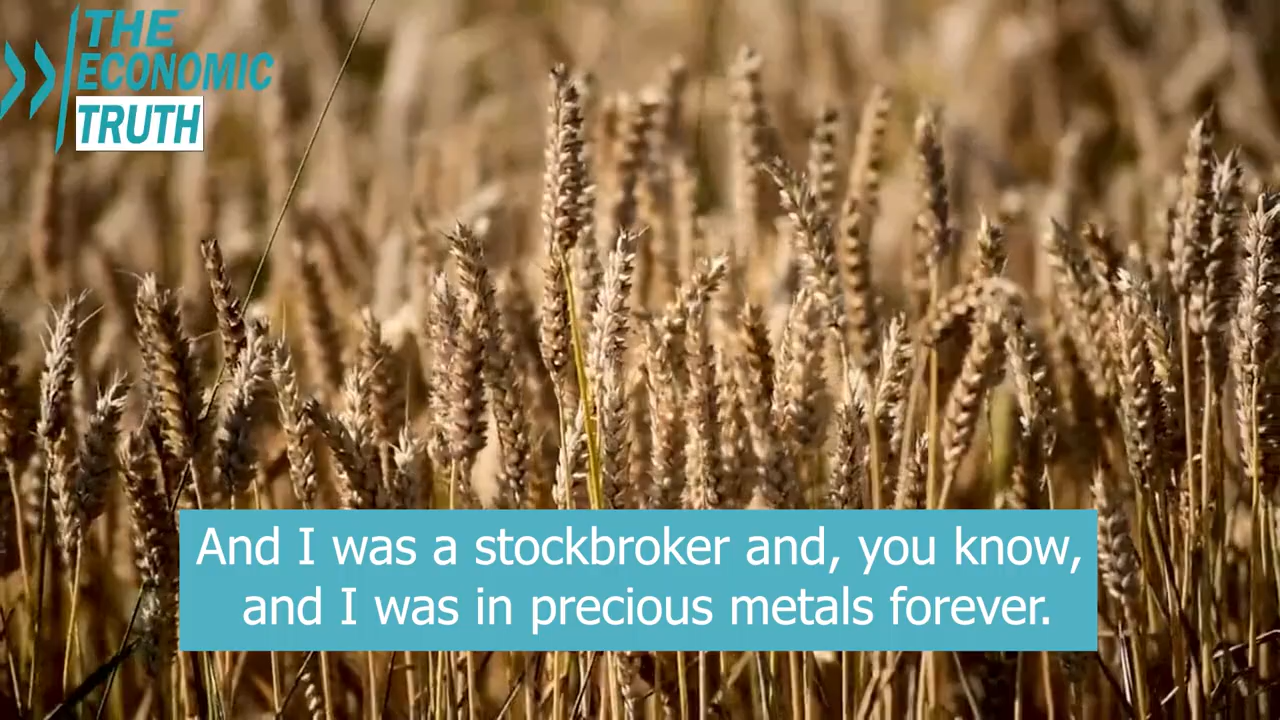 THE
ECONOMIC
TRUTH
And I was a stockbroker and, you know,
and I was in precious metals forever.